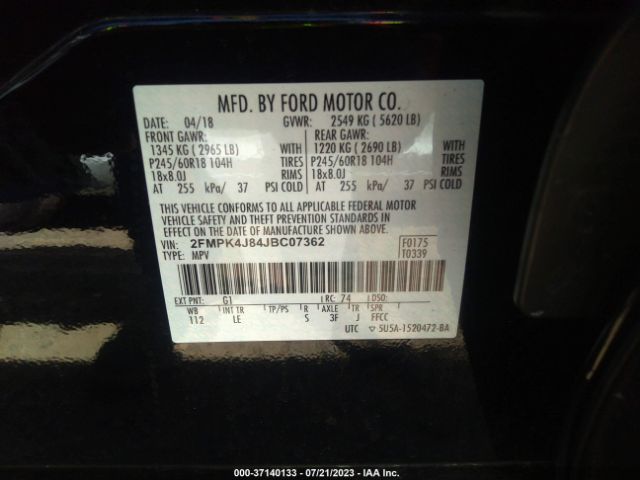 MFD. BY FORD MOTOR CO.
DATE: 04/18 GVWR: 2549 KG ( 5620 LB)
FRONT GAWR: REAR GAWR:
1345 KG ( 2965 LB) WITH 1220 KG ( 2690 LB) WITH
P245/60R18 104H TIRES P245/60R18 104H TIRES
18x8.0J RIMS 18x8.0J RIMS
AT 255 kPa/ 37 PSI COLD AT 255 kPa/ 37 PSI COLD
THIS VEHICLE CONFORMS TO ALL APPLICABLE FEDERAL MOTOR
VEHICLE SAFETY AND THEFT PREVENTION STANDARDS IN EFFECT
ON THE DATE OF MANUFACTURE SHOWN ABOVE.
VIN: 2FMPK4J84JBC07362 F0175
TYPE: MPV T0339
EXT PNT: G1 RC: 74 DSO:
WB INT TR TP/PS R AXLE TR SPR
112 LE S 3F J FFCC
UTC ▽ 5U5A-1520472-BA
000-37140133 - 07/21/2023 - IAA Inc.